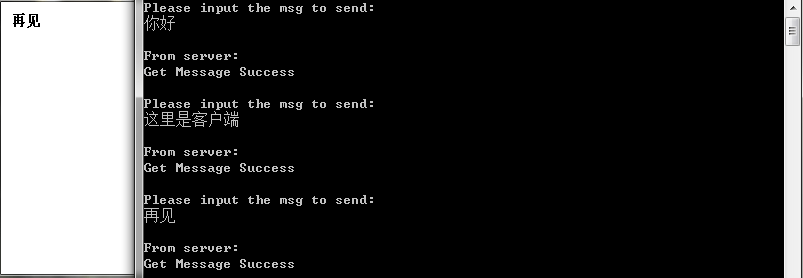 再见
Please input the msg to send:
你好
From server:
Get Message Success
Please input the msg to send:
这里是客户端
From server:
Get Message Success
Please input the msg to send:
再见
From server:
Get Message Success